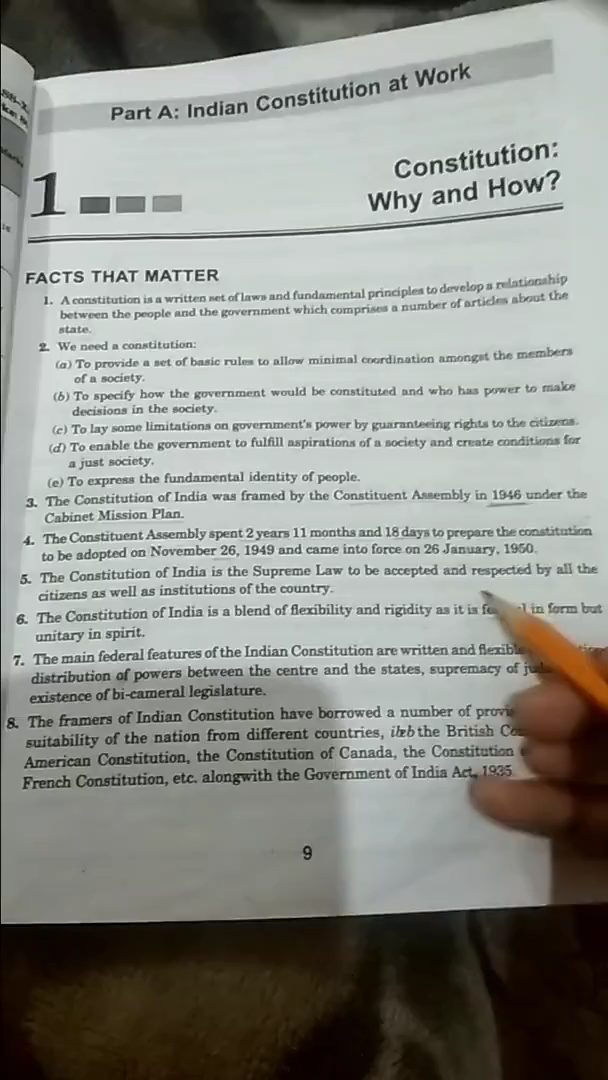 Part A: Indian Constitution at Work
1
Constitution:
Why and How?
FACTS THAT MATTER
1. A constitution is a written set of laws and fundamental principles to develop a relationship
between the people and the government which comprises a number of articles about the
state.
2. We need a constitution:
(a) To provide a set of basic rules to allow minimal coordination amongst the members
of a society.
(b) To specify how the government would be constituted and who has power to make
decisions in the society.
(c) To lay some limitations on government's power by guaranteeing rights to the citizens.
(d) To enable the government to fulfill aspirations of a society and create conditions for
a just society.
(e) To express the fundamental identity of people.
3. The Constitution of India was framed by the Constituent Assembly in 1946 under the
Cabinet Mission Plan.
4. The Constituent Assembly spent 2 years 11 months and 18 days to prepare the constitution
to be adopted on November 26, 1949 and came into force on 26 January, 1950.
5. The Constitution of India is the Supreme Law to be accepted and respected by all the
citizens as well as institutions of the country.
6. The Constitution of India is a blend of flexibility and rigidity as it is in form but
unitary in spirit.
7. The main federal features of the Indian Constitution are written and
distribution of powers between the centre and the states, supremacy of
existence of bi-cameral legislature.
8. The framers of Indian Constitution have borrowed a number of
suitability of the nation from different countries, the British
American Constitution, the Constitution of Canada, the Constitution
French Constitution, etc. alongwith the Government of India Act, 1935
9